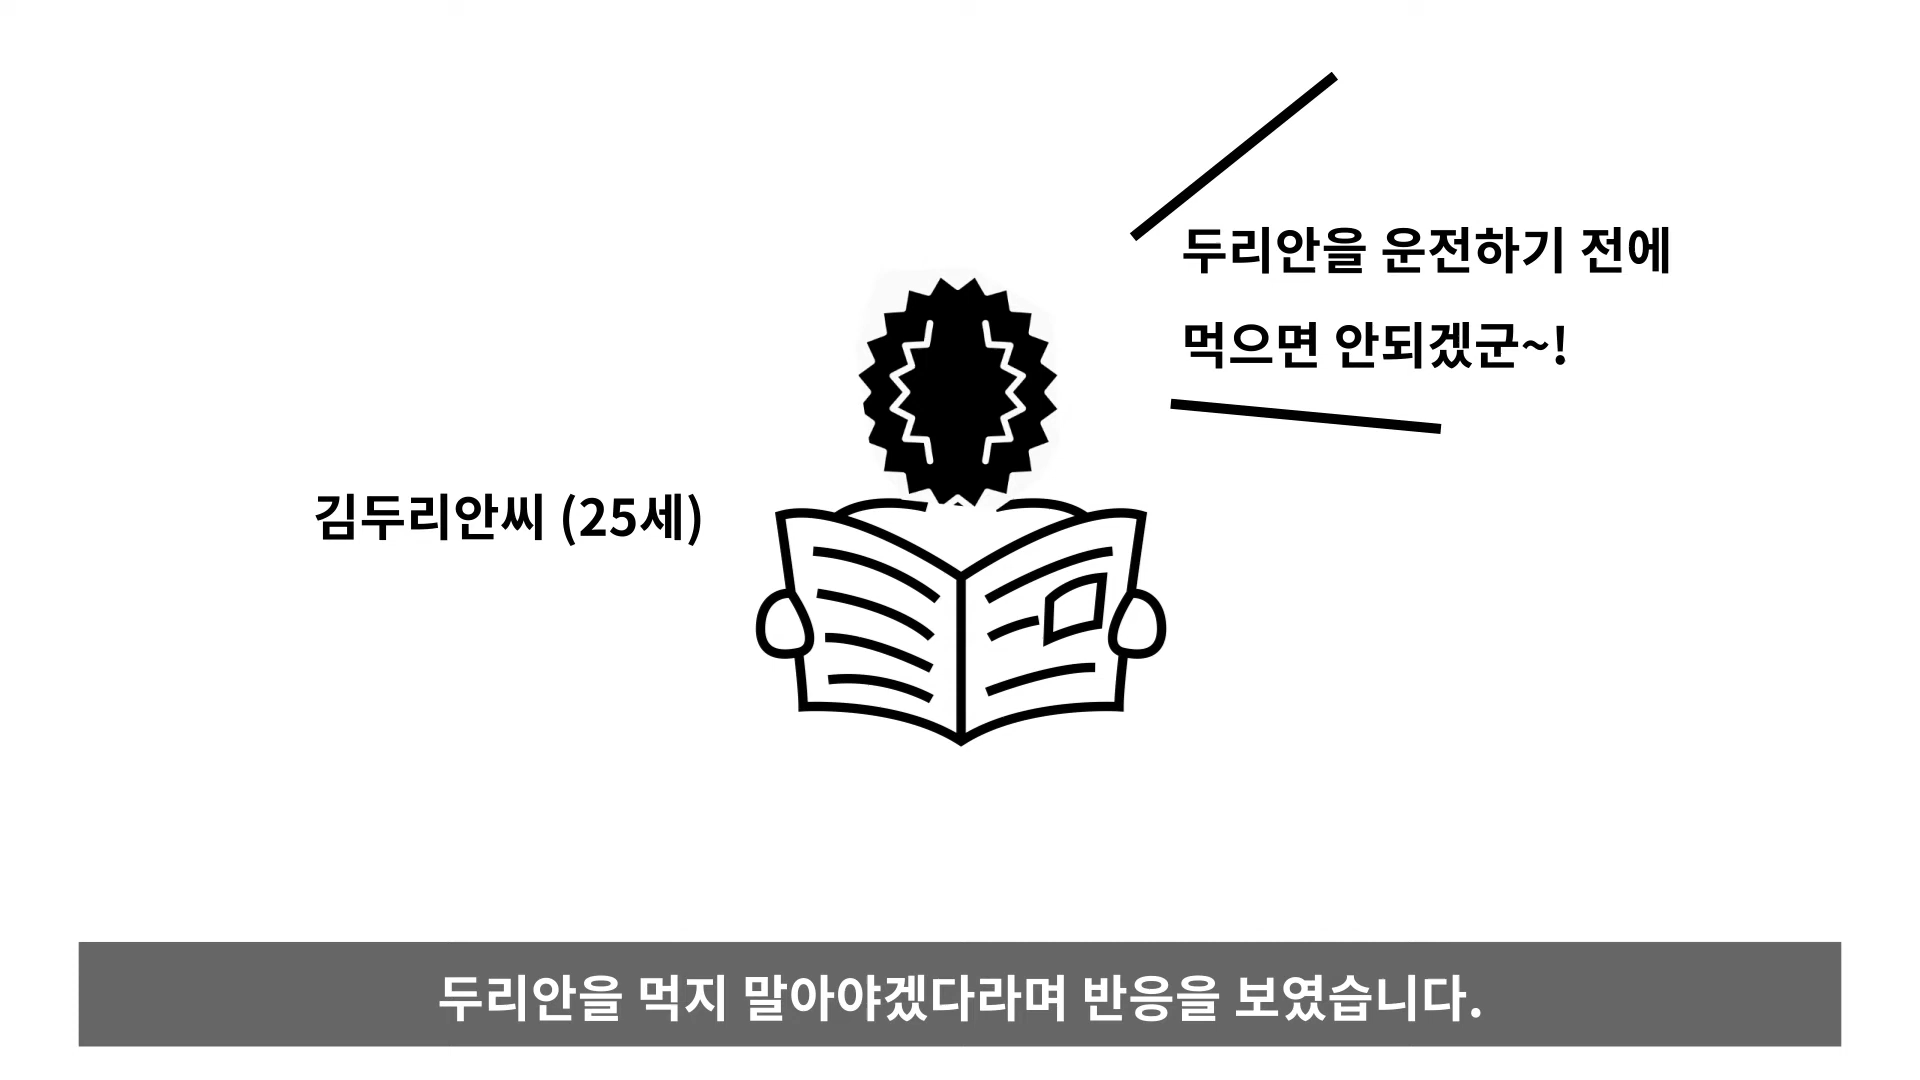 두리안을 운전하기 전에
먹으면 안되겠군~!
김두리안씨 (25세)
두리안을 먹지 말아야겠다라며 반응을 보였습니다.